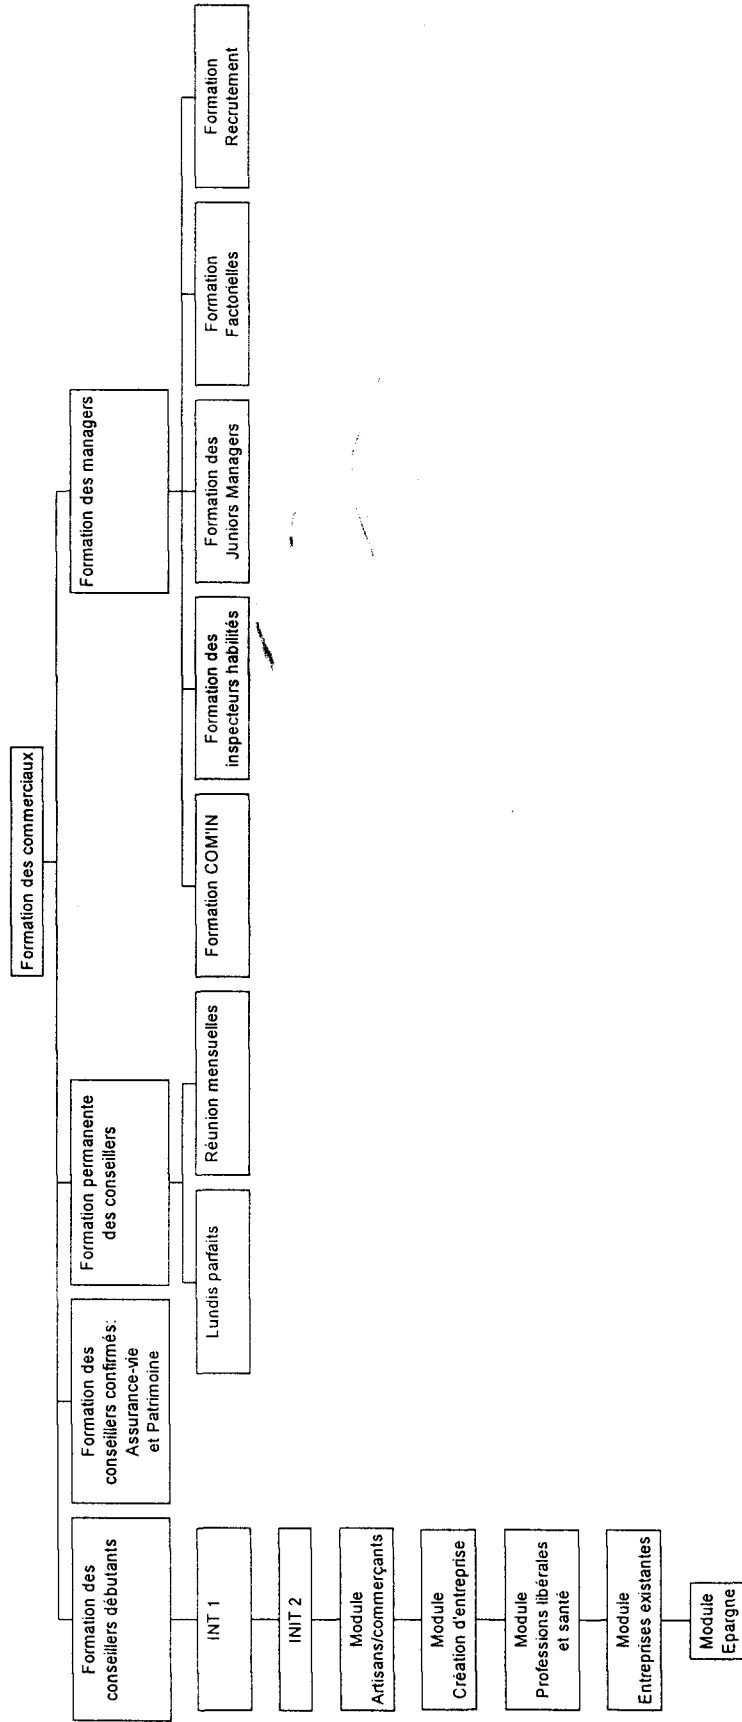 Formation des commerciaux
Formation des
conseillers débutants
Formation des
conseillers confirmés:
Assurance-vie
et Patrimoine
Formation permanente
des conseillers
Formation des managers
INT 1
INIT 2
Module
Artisans/commerçants
Module
Création d'entreprise
Module
Professions libérales
et santé
Module
Entreprises existantes
Module
Epargne
Lundis parfaits
Réunion mensuelles
Formation COM'IN
Formation des
inspecteurs habilités
Formation des
Juniors Managers
Formation
Factorielles
Formation
Recrutement